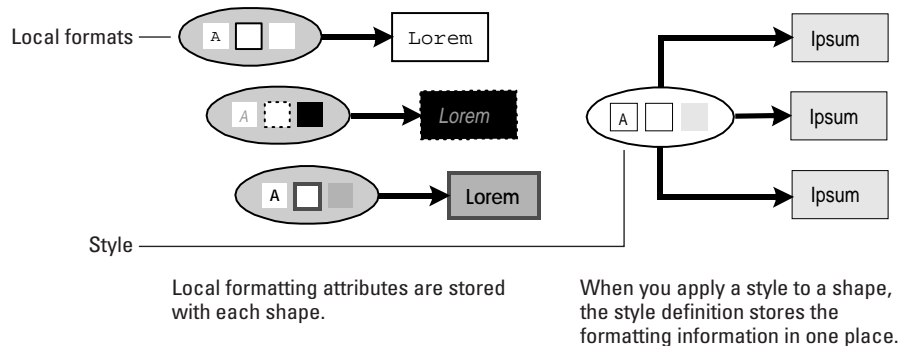 Local formats
A
Lorem
Ipsum
A
Lorem
A
Ipsum
A
Lorem
Ipsum
Style
Local formatting attributes are stored
with each shape.
When you apply a style to a shape,
the style definition stores the
formatting information in one place.